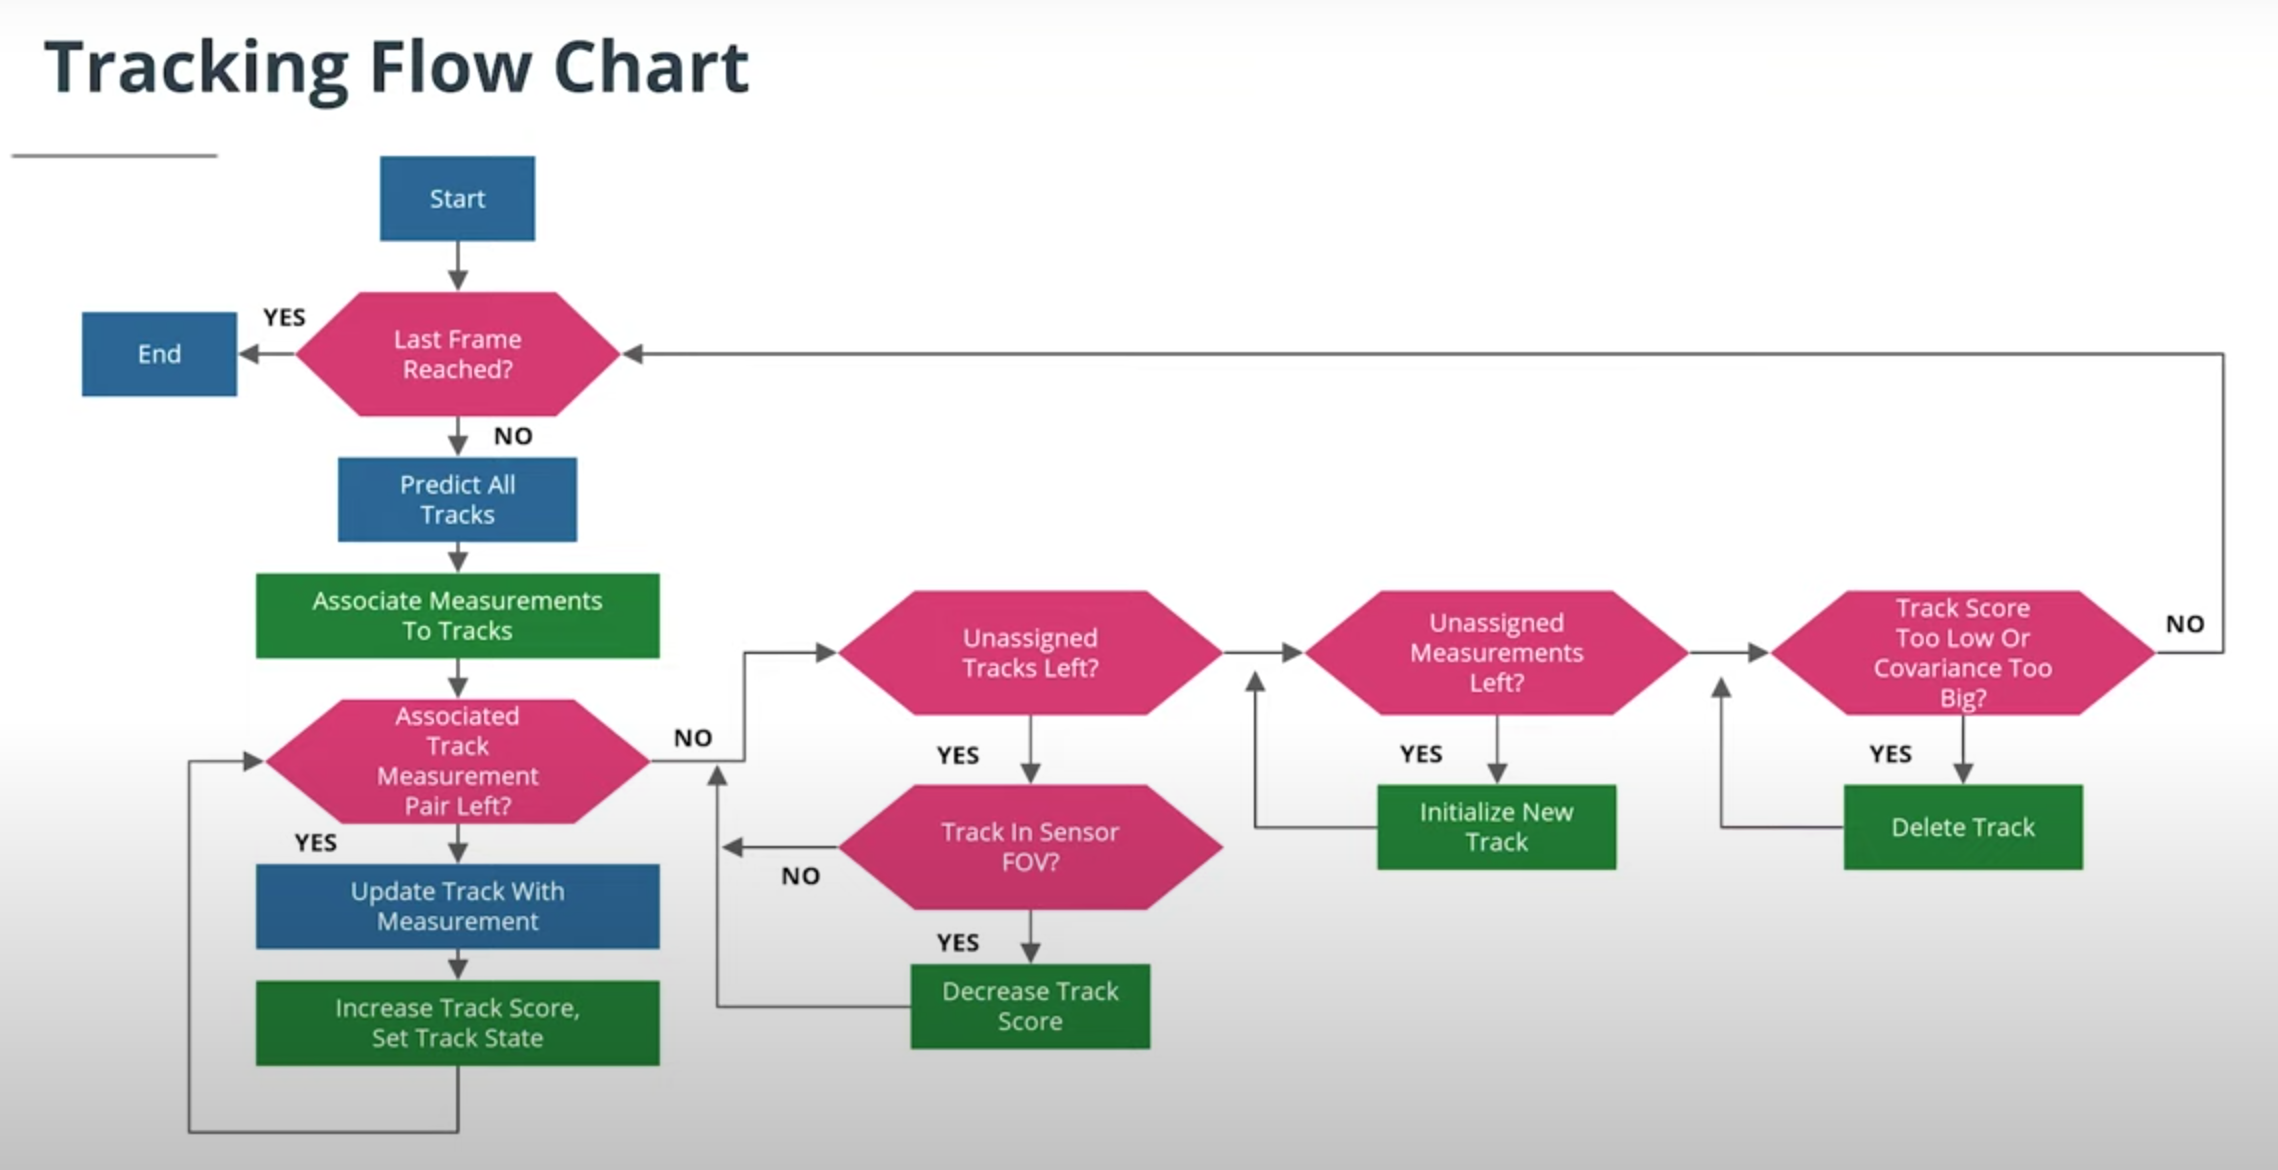 Tracking Flow Chart
Start
YES
End
Last Frame
Reached?
NO
Predict All
Tracks
Associate Measurements
To Tracks
Associated
Track
Measurement
Pair Left?
NO
YES
Update Track With
Measurement
Increase Track Score,
Set Track State
Unassigned
Tracks Left?
YES
Track In Sensor
FOV?
NO
YES
Decrease Track
Score
Unassigned
Measurements
Left?
YES
Initialize New
Track
Track Score
Too Low Or
Covariance Too
Big?
NO
YES
Delete Track